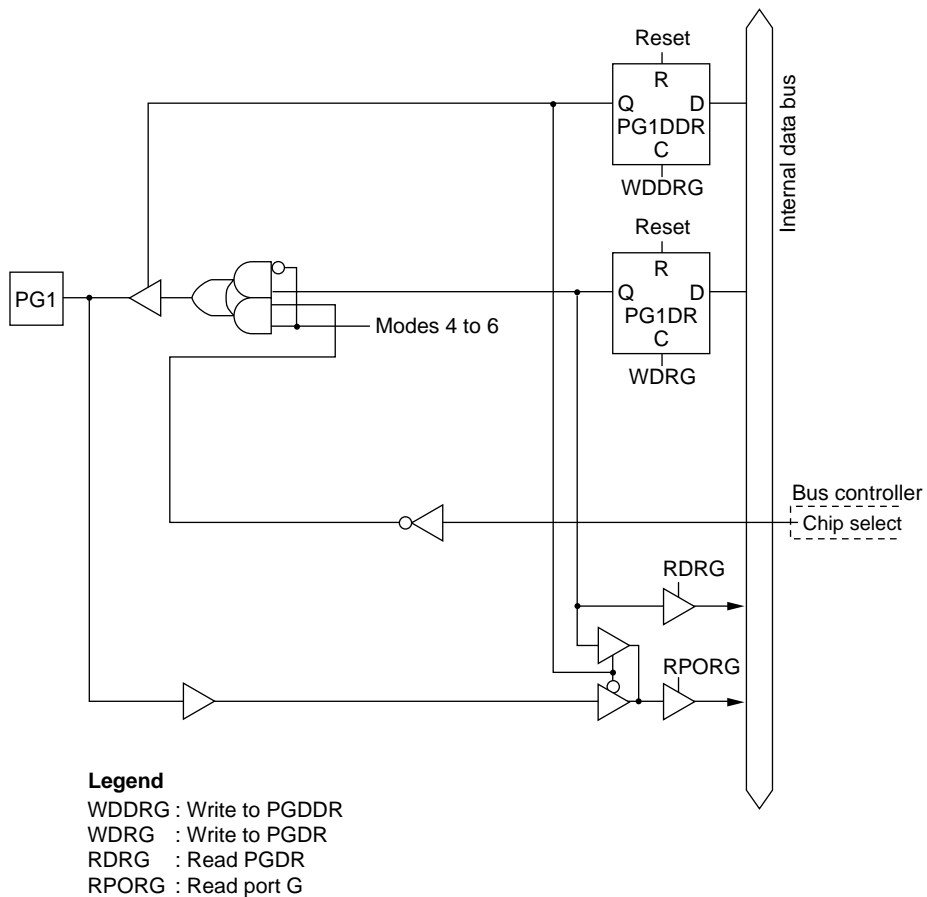 Reset
R
Q D
PG1DDR
C
WDDRG
Internal data bus
Reset
R
Q D
PG1DR
C
WDRG
PG1
Modes 4 to 6
Bus controller
Chip select
RDRG
RPORG
Legend
WDDRG : Write to PGDDR
WDRG : Write to PGDR
RDRG : Read PGDR
RPORG : Read port G